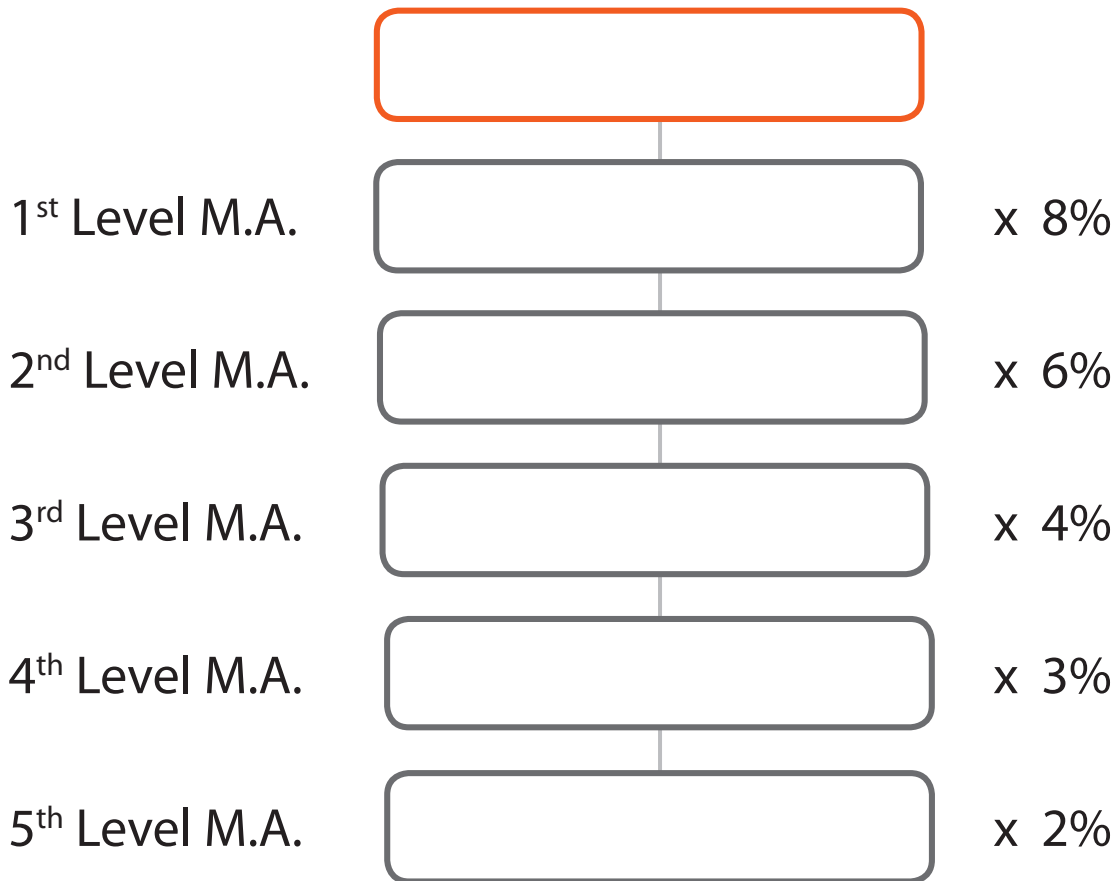 1st Level M.A. x 8%
2nd Level M.A. x 6%
3rd Level M.A. x 4%
4th Level M.A. x 3%
5th Level M.A. x 2%